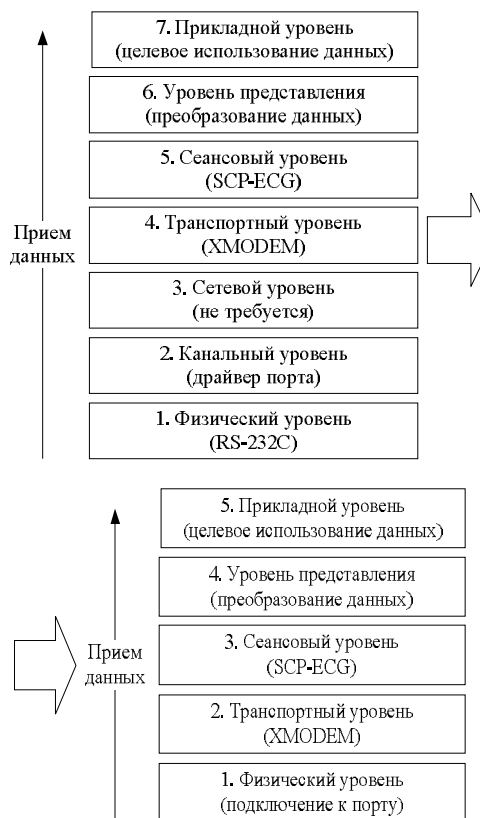 7. Прикладной уровень
(целевое использование данных)
6. Уровень представления
(преобразование данных)
5. Сеансовый уровень
(SCP-ECG)
4. Транспортный уровень
(XMODEM)
3. Сетевой уровень
(не требуется)
2. Канальный уровень
(драйвер порта)
1. Физический уровень
(RS-232C)
Прием
данных
5. Прикладной уровень
(целевое использование данных)
4. Уровень представления
(преобразование данных)
3. Сеансовый уровень
(SCP-ECG)
2. Транспортный уровень
(XMODEM)
1. Физический уровень
(подключение к порту)
Прием
данных